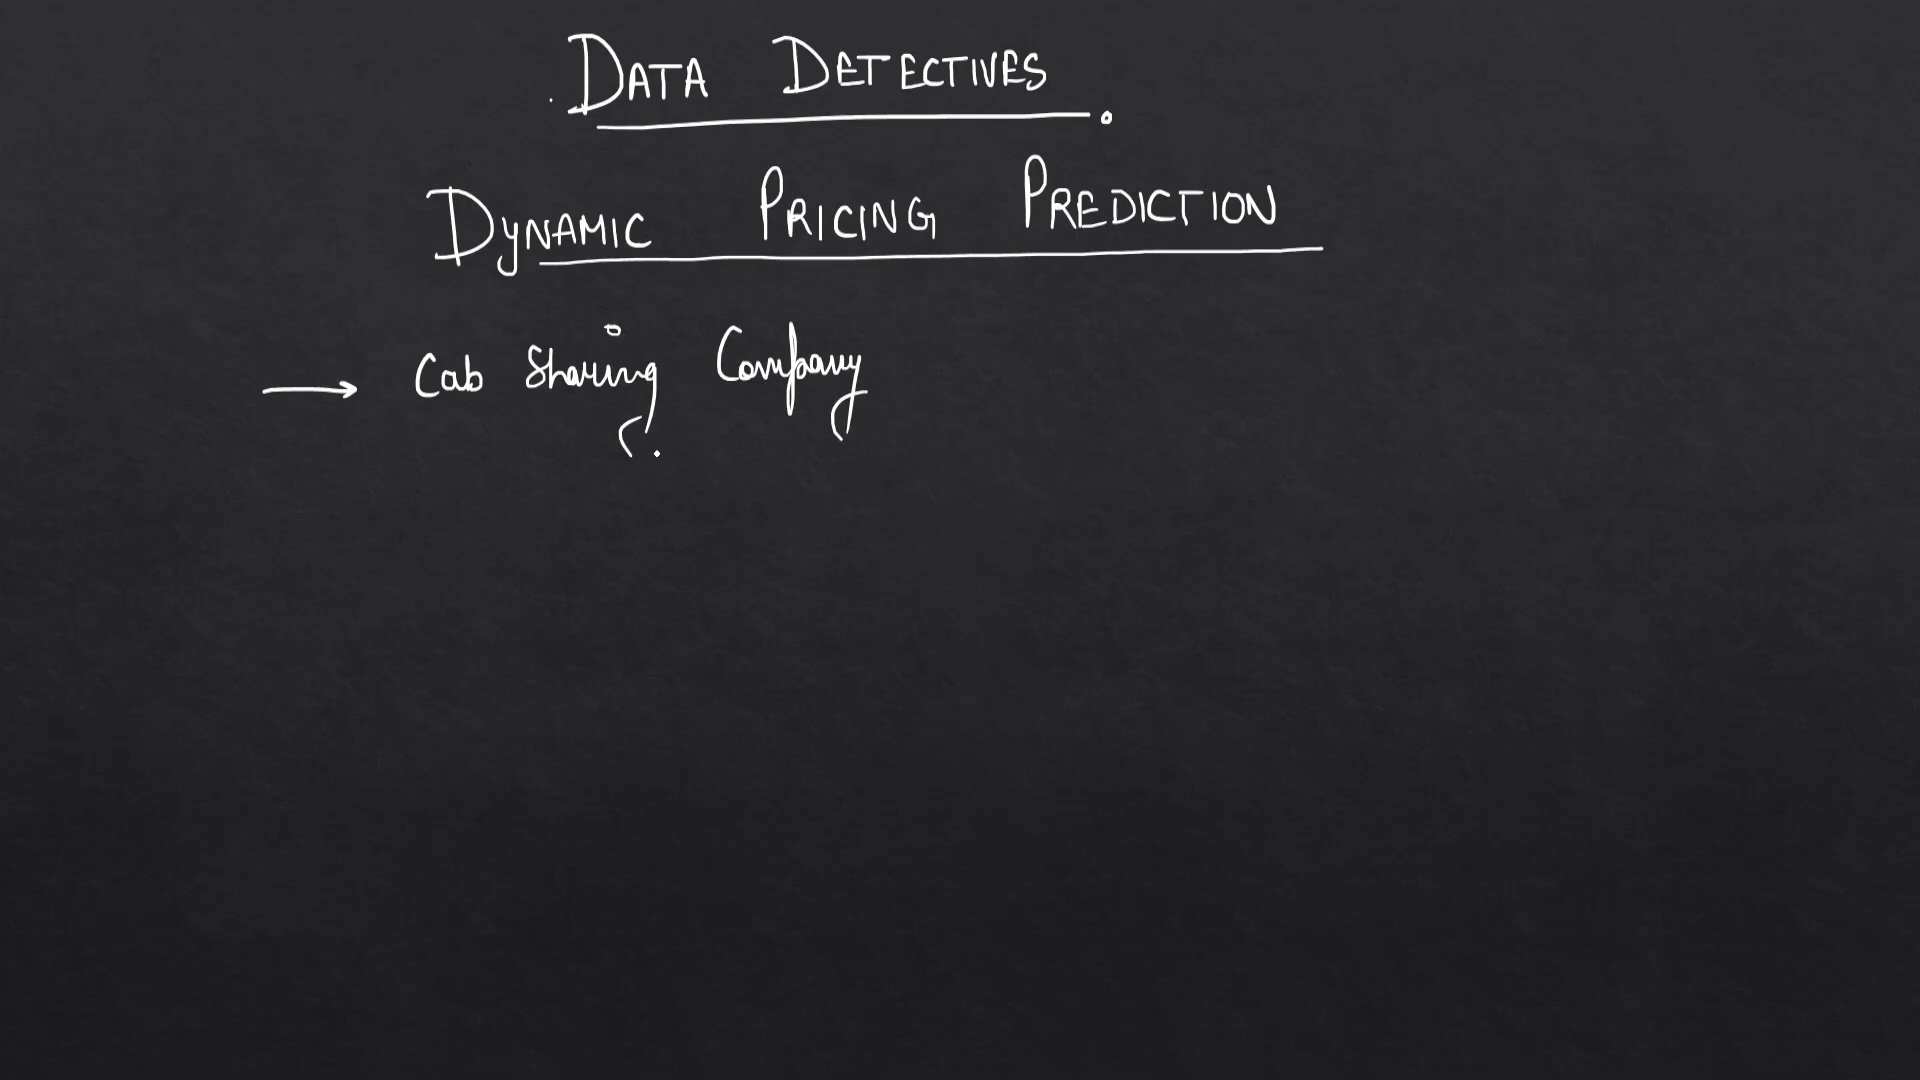 DATA DETECTIVES.
DYNAMIC PRICING PREDICTION
→ Cab Sharing Company